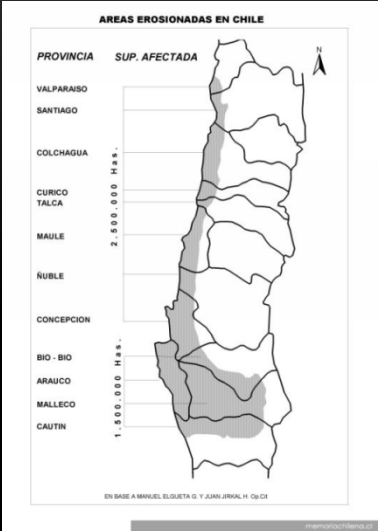 AREAS EROSIONADAS EN CHILE
PROVINCIA SUP. AFECTADA
N
VALPARAISO
SANTIAGO
COLCHAGUA
CURICO
TALCA
MAULE
ÑUBLE
CONCEPCION
2.500.000 Has.
BIO - BIO
ARAUCO
MALLECO
CAUTIN
1.500.000 Has.
EN BASE A MANUEL ELGUETA G. Y JUAN JIRKAL H. Op.Cit
memoriachilena.cl